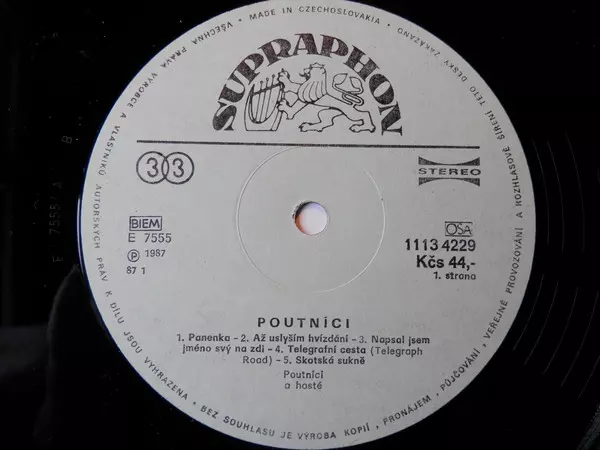 • MADE IN CZECHOSLOVAKIA •
VŠECHNA PRÁVA VÝROBCE A VLASTNÍKŮ AUTORSKÝCH PRÁV K DÍLU JSOU VYHRAZENA • BEZ SOUHLASU JE VÝROBA KOPIÍ, PRONÁJEM, PŮJČOVÁNÍ, VEŘEJNÉ PROVOZOVÁNÍ A ROZHLASOVÉ ŠÍŘENÍ TÉTO DESKY ZAKÁZÁNO
SUPRAPHON
33
STEREO
BIEM
E 7555
Ⓟ 1987
87 1
OSA
1113 4229
Kčs 44,-
1. strana
POUTNÍCI
1. Panenka - 2. Až uslyším hvízdání - 3. Napsal jsem
jméno svý na zdi - 4. Telegrafní cesta (Telegraph
Road) - 5. Skotská sukně
Poutníci
a hosté
E 7555/A